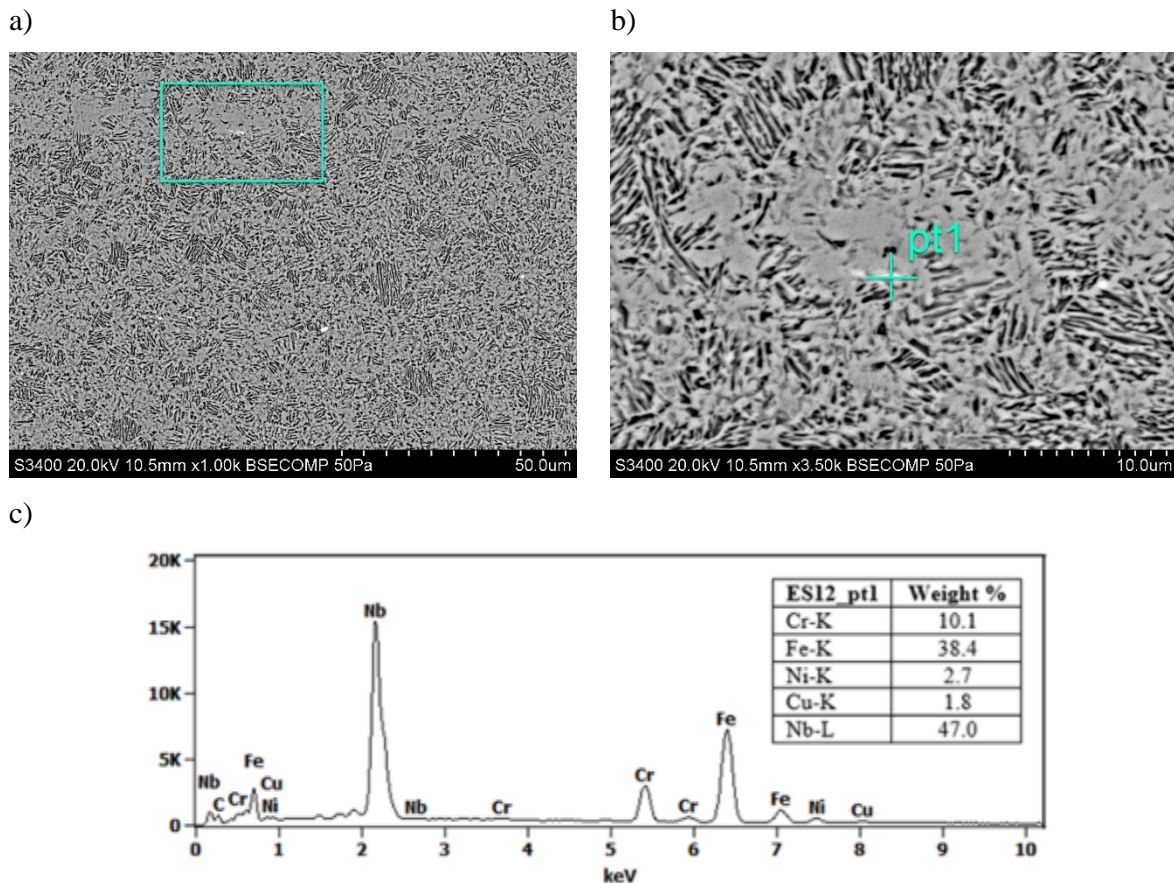 a)
b)
pt1
S3400 20.0kV 10.5mm x1.00k BSECOMP 50Pa 50.0um
S3400 20.0kV 10.5mm x3.50k BSECOMP 50Pa 10.0um
c)
20K
15K
10K
5K
0
Nb
C
Cr
Fe
Cu
Ni
Nb
Nb
Cr
Cr
Cr
Fe
Fe
Ni
Cu
0 1 2 3 4 5 6 7 8 9 10
keV
ES12_pt1 Weight %
Cr-K 10.1
Fe-K 38.4
Ni-K 2.7
Cu-K 1.8
Nb-L 47.0